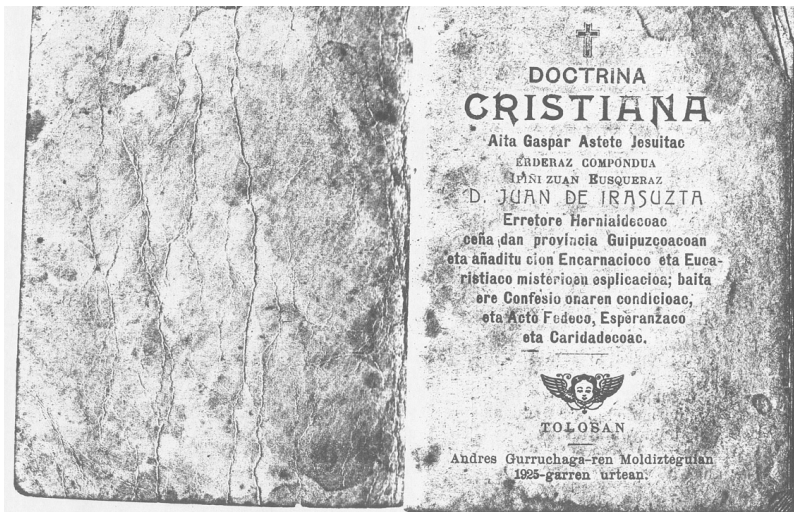 DOCTRINA
CRISTIANA
Aita Gaspar Astete Jesuitac
ERDERAZ COMPONDUA
IPIÑI ZUAN EUSQUERAZ
D. JUAN DE IRASUZTA
Erretore Hernialdecoac
ceña dan provincia Guipuzcoacoan
eta añaditu cion Encarnacioco eta Euca-
ristiaco misterioen esplicacioa; baita
ere Confesio onaren condicioac,
eta Acto Fedeco, Esperanzaco
eta Caridadecoac.
TOLOSAN
Andres Gurruchaga-ren Moldizteguian
1925-garren urtean.